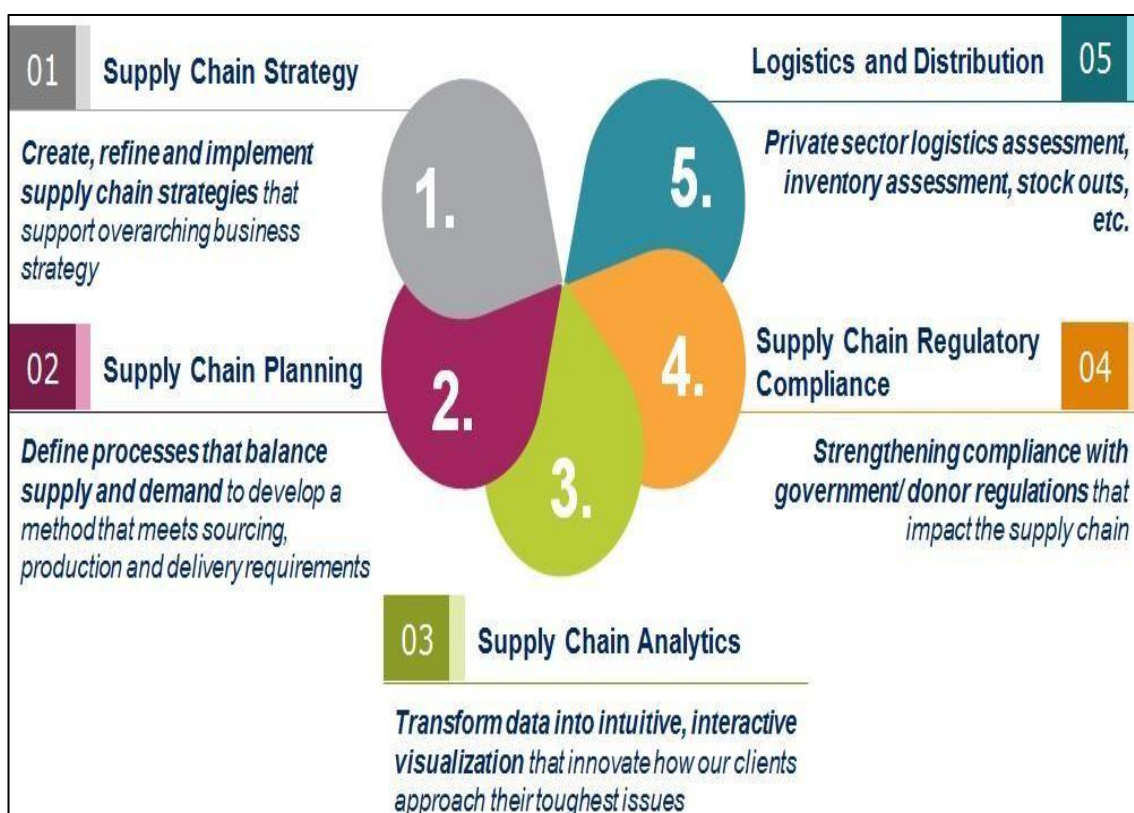 01
Supply Chain Strategy
Create, refine and implement
supply chain strategies that
support overarching business
strategy
02
Supply Chain Planning
Define processes that balance
supply and demand to develop a
method that meets sourcing,
production and delivery requirements
1.
2.
3.
4.
5.
03
Supply Chain Analytics
Transform data into intuitive, interactive
visualization that innovate how our clients
approach their toughest issues
Supply Chain Regulatory
Compliance
04
Strengthening compliance with
government/ donor regulations that
impact the supply chain
Logistics and Distribution
05
Private sector logistics assessment,
inventory assessment, stock outs,
etc.